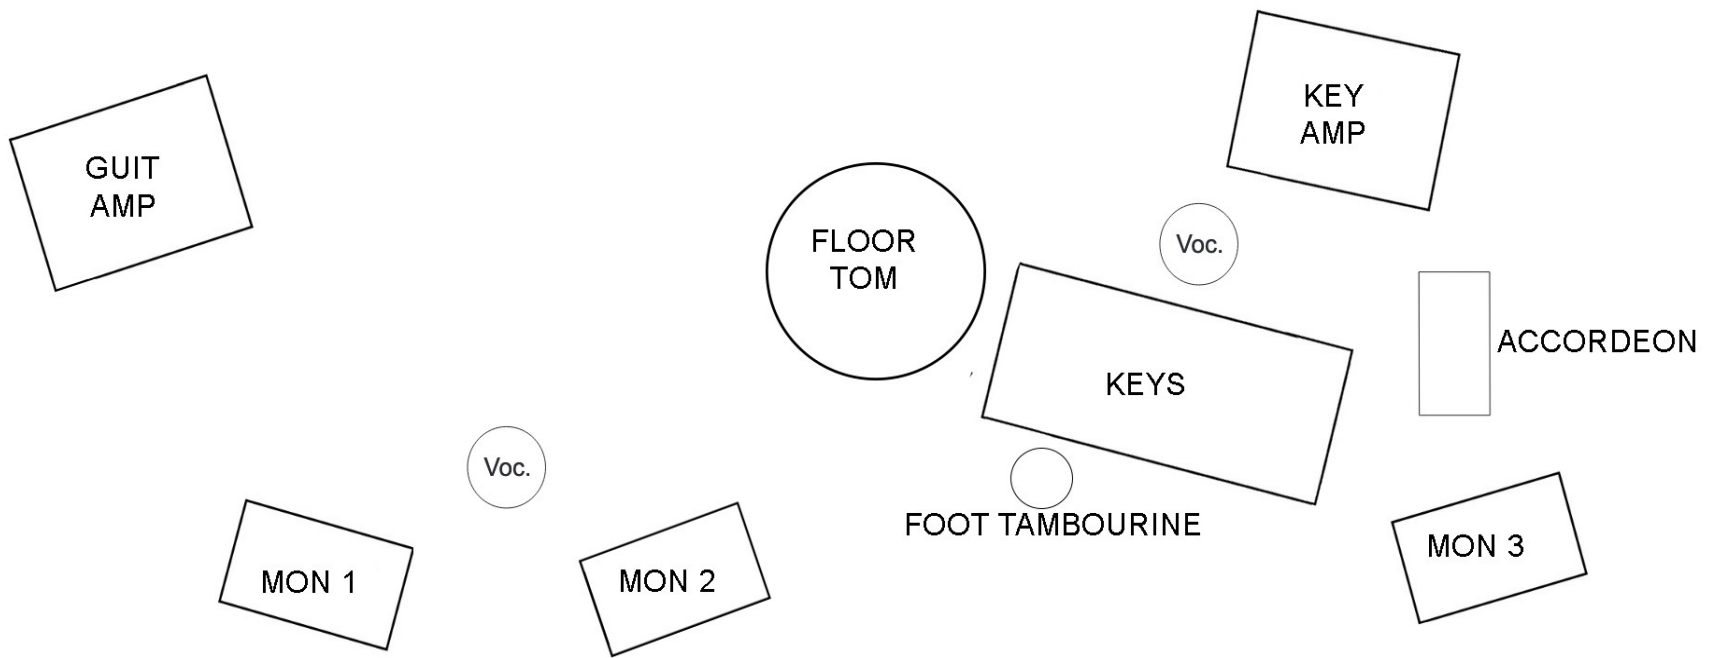 KEY
AMP
GUIT
AMP
FLOOR
TOM
Voc.
ACCORDEON
KEYS
Voc.
FOOT TAMBOURINE
MON 1
MON 2
MON 3